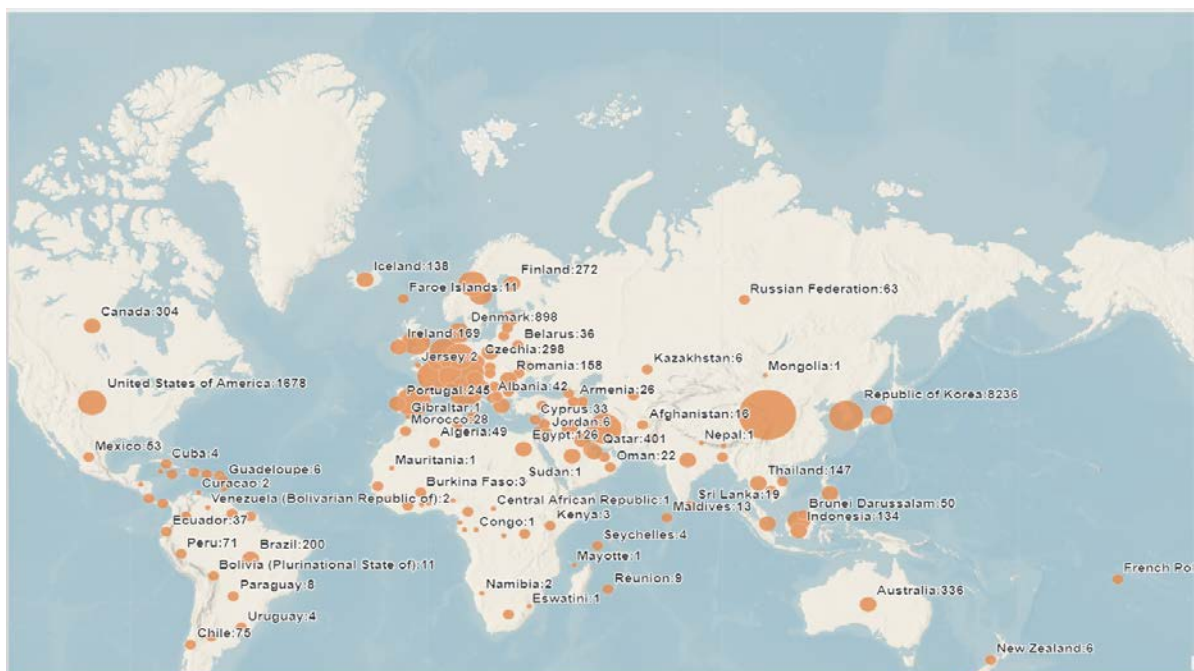 Iceland:138
Finland:272
Faroe Islands:11
Russian Federation:63
Canada:304
Denmark:898
Ireland:169
Belarus:36
Czechia:298
Jersey:2
Romania:158
Kazakhstan:6
Mongolia:1
United States of America:1678
Portugal:245
Albania:42
Armenia:26
Republic of Korea:8236
Gibraltar:1
Cyprus:33
Afghanistan:16
Morocco:28
Jordan:6
Algeria:49
Egypt:126
Qatar:401
Nepal:1
Mexico:53
Cuba:4
Oman:22
Mauritania:1
Guadeloupe:6
Sudan:1
Thailand:147
Curacao:2
Burkina Faso:3
Venezuela (Bolivarian Republic of):2
Central African Republic:1
Sri Lanka:19
Maldives:13
Brunei Darussalam:50
Ecuador:37
Congo:1
Kenya:3
Indonesia:134
Peru:71
Brazil:200
Seychelles:4
Bolivia (Plurinational State of):11
Mayotte:1
French Po
Paraguay:8
Namibia:2
Réunion:9
Eswatini:1
Australia:336
Uruguay:4
Chile:75
New Zealand:6